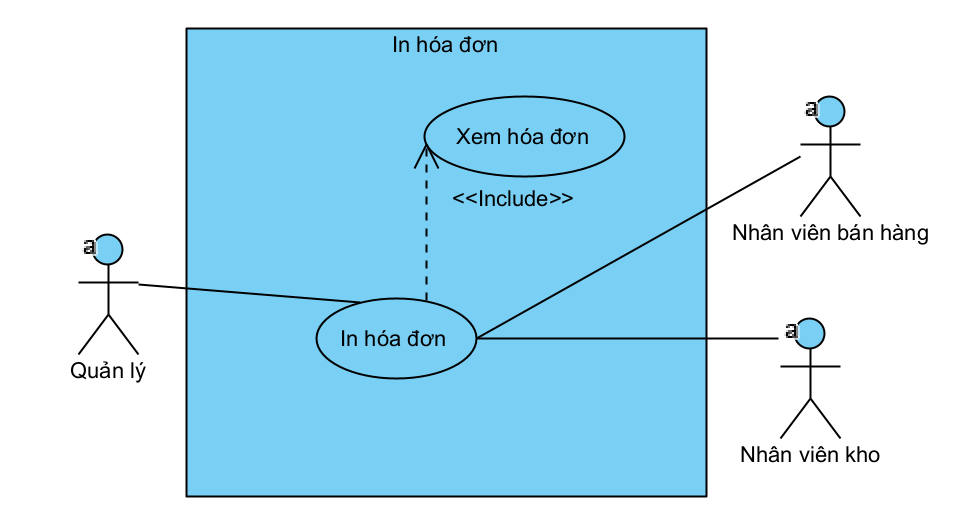 In hóa đơn
Xem hóa đơn
<<Include>>
a
Nhân viên bán hàng
a
Quản lý
In hóa đơn
a
Nhân viên kho